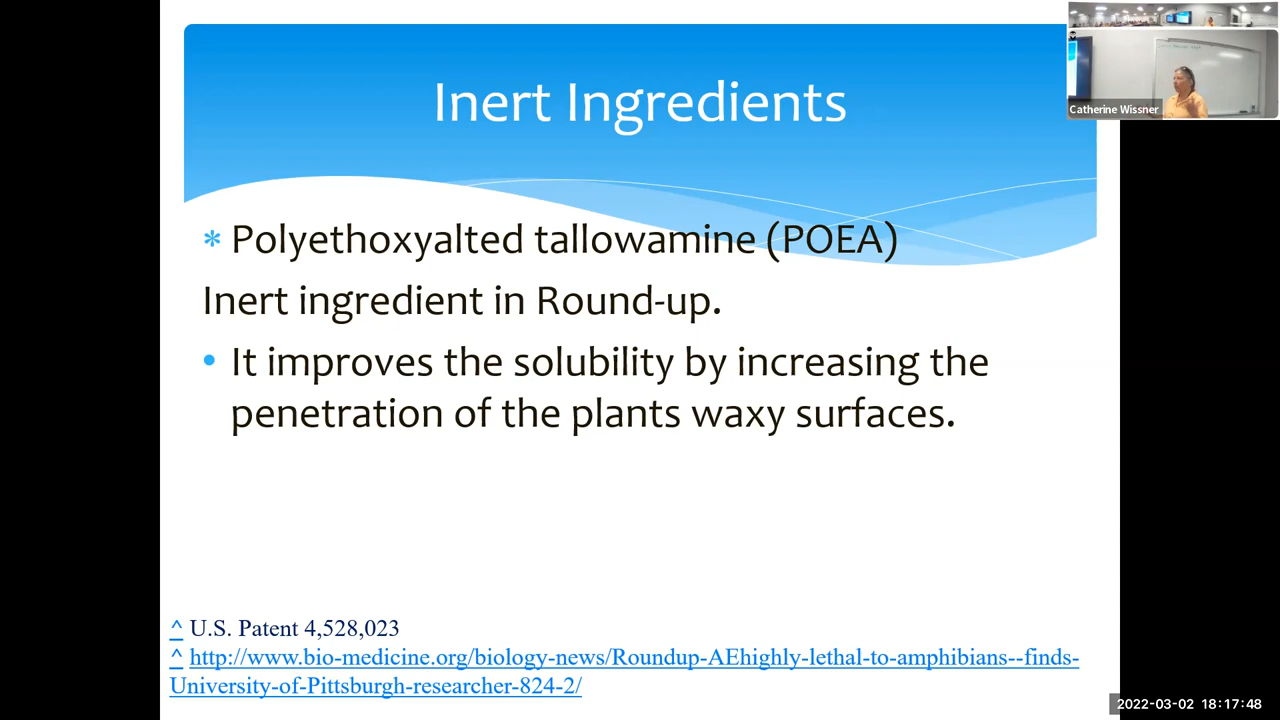 Inert Ingredients
Catherine Wissner
* Polyethoxyalted tallowamine (POEA)
Inert ingredient in Round-up.
• It improves the solubility by increasing the
penetration of the plants waxy surfaces.
^ U.S. Patent 4,528,023
^ http://www.bio-medicine.org/biology-news/Roundup-AEhighly-lethal-to-amphibians--finds-
University-of-Pittsburgh-researcher-824-2/
2022-03-02 18:17:48